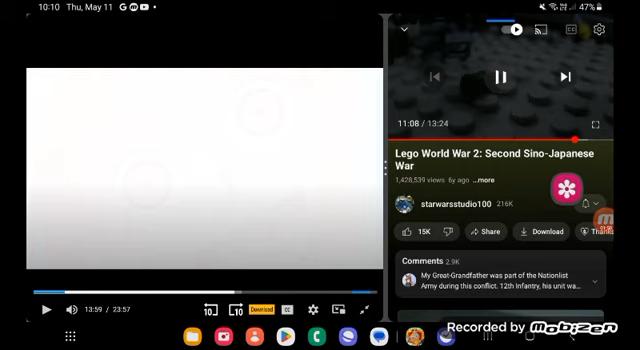 10:10 Thu, May 11
47%
11:08 / 13:24
Lego World War 2: Second Sino-Japanese
War
1,428,539 views 6y ago ...more
starwarsstudio100 216K
15K
Share
Download
Thanks
Comments 2.9K
My Great-Grandfather was part of the Nationlist
Army during this conflict. 12th Infantry, his unit wa...
13:59 / 23:57
10
10
Download
CC
Recorded by Mobizen